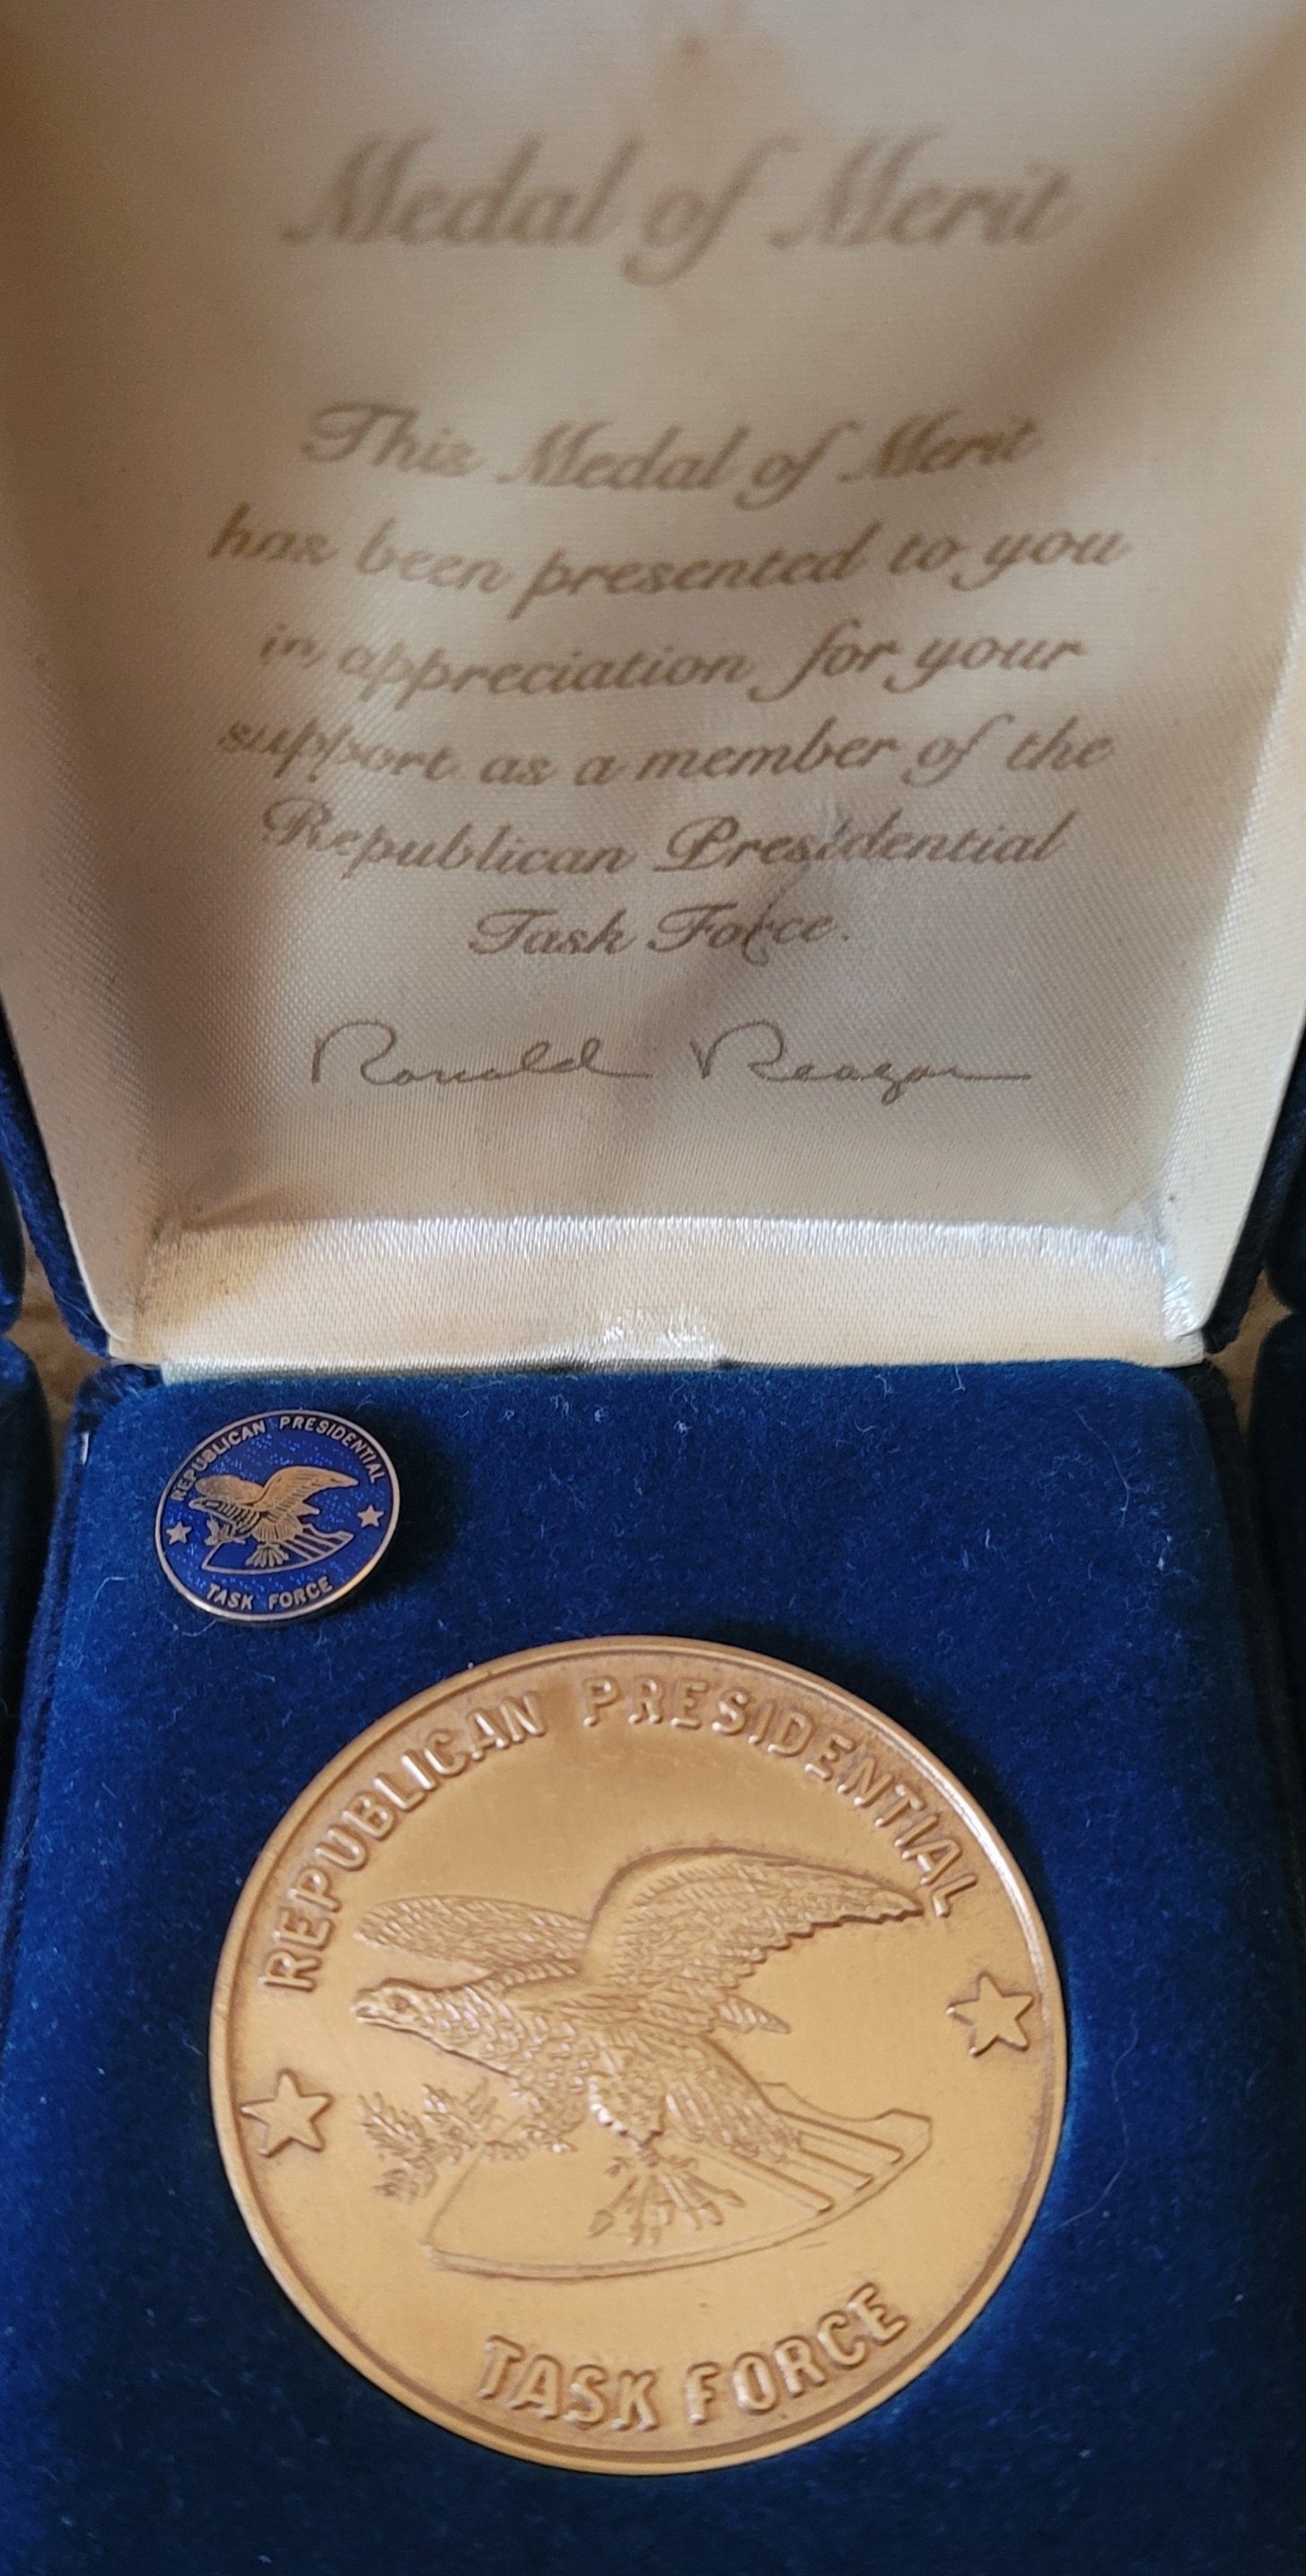 Medal of Merit
This Medal of Merit
has been presented to you
in appreciation for your
support as a member of the
Republican Presidential
Task Force.
Ronald Reagan
REPUBLICAN PRESIDENTIAL
TASK FORCE
REPUBLICAN PRESIDENTIAL
TASK FORCE